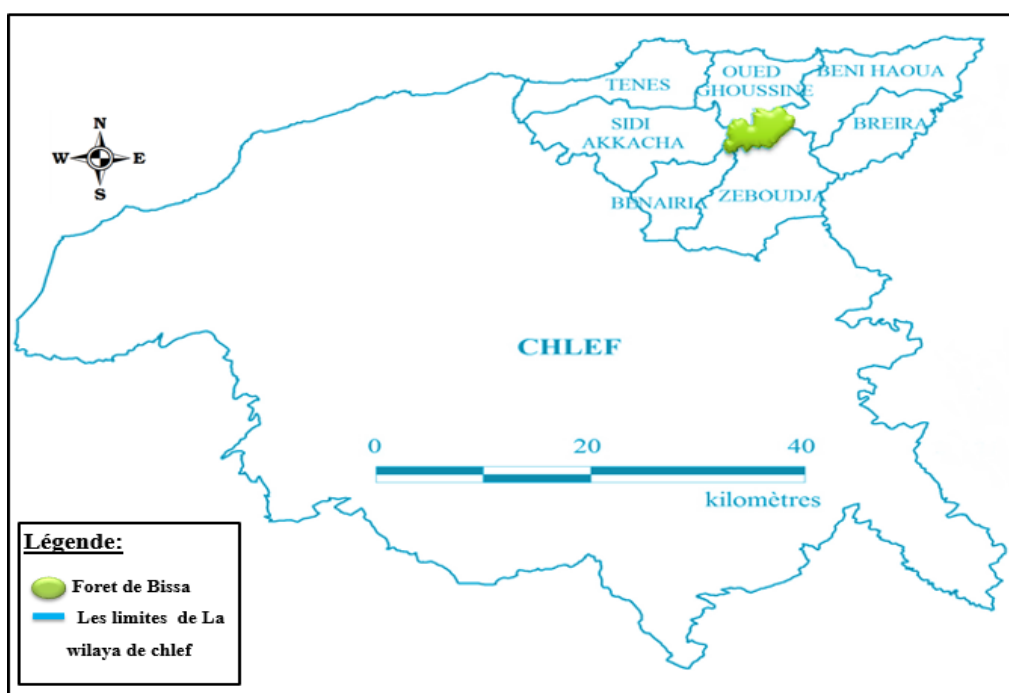 TENES
OUED
GHOUSSINE
BENI HAOUA
SIDI
AKKACHA
BREIRA
BENAIRIA
ZEBOUDJA
N
W
E
S
CHLEF
0
20
40
kilomètres
Légende:
Foret de Bissa
Les limites de La
wilaya de chlef